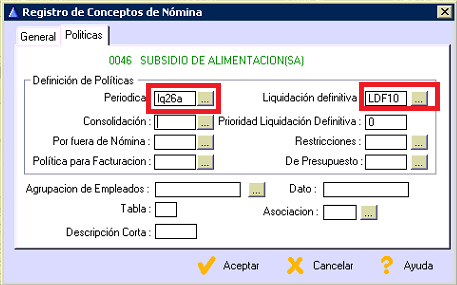 Registro de Conceptos de Nómina
General Politicas
0046 SUBSIDIO DE ALIMENTACION(SA)
Definición de Políticas
Periodica : lq26a ... Liquidación definitiva : LDF10 ...
Consolidación : ... Prioridad Liquidación Definitiva : 0
Por fuera de Nómina : ... Restricciones : ...
Política para Facturacion : ... De Presupuesto : ...
Agrupacion de Empleados : ... Dato :
Tabla : Asociacion : ...
Descripción Corta :
Aceptar Cancelar ? Ayuda